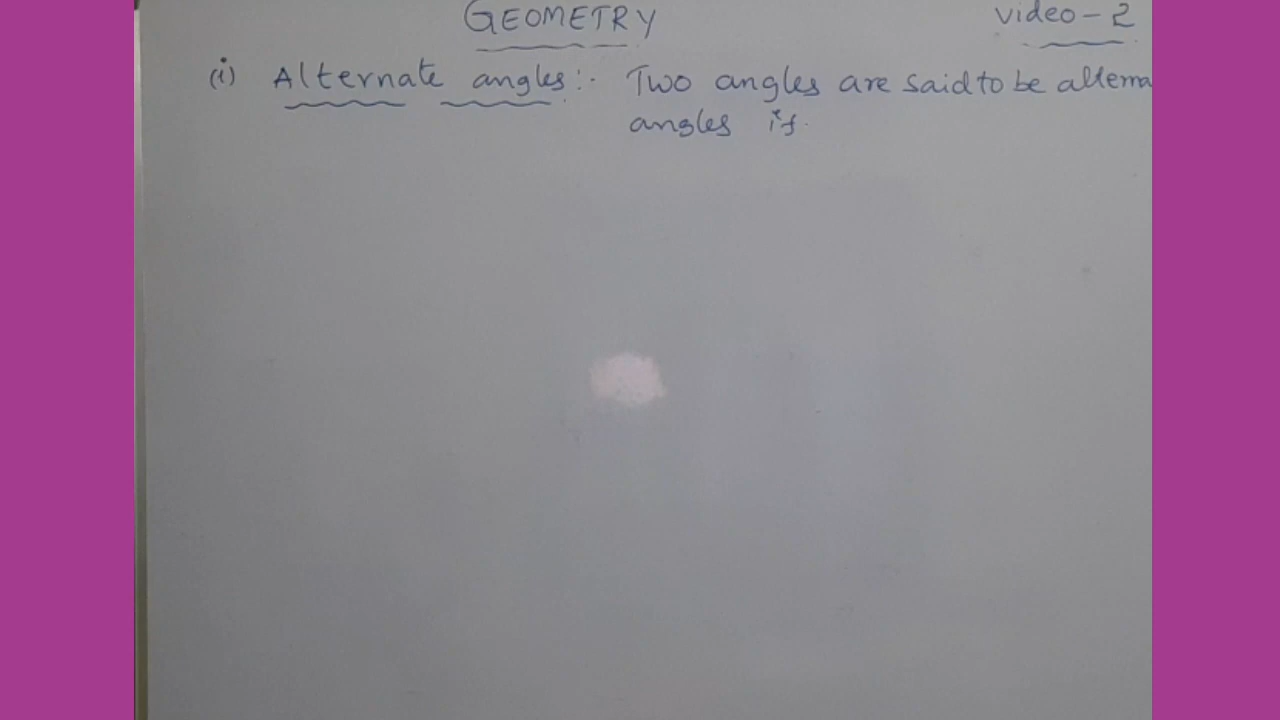 GEOMETRY video - 2
(i) Alternate angles :- Two angles are said to be alterna
angles if